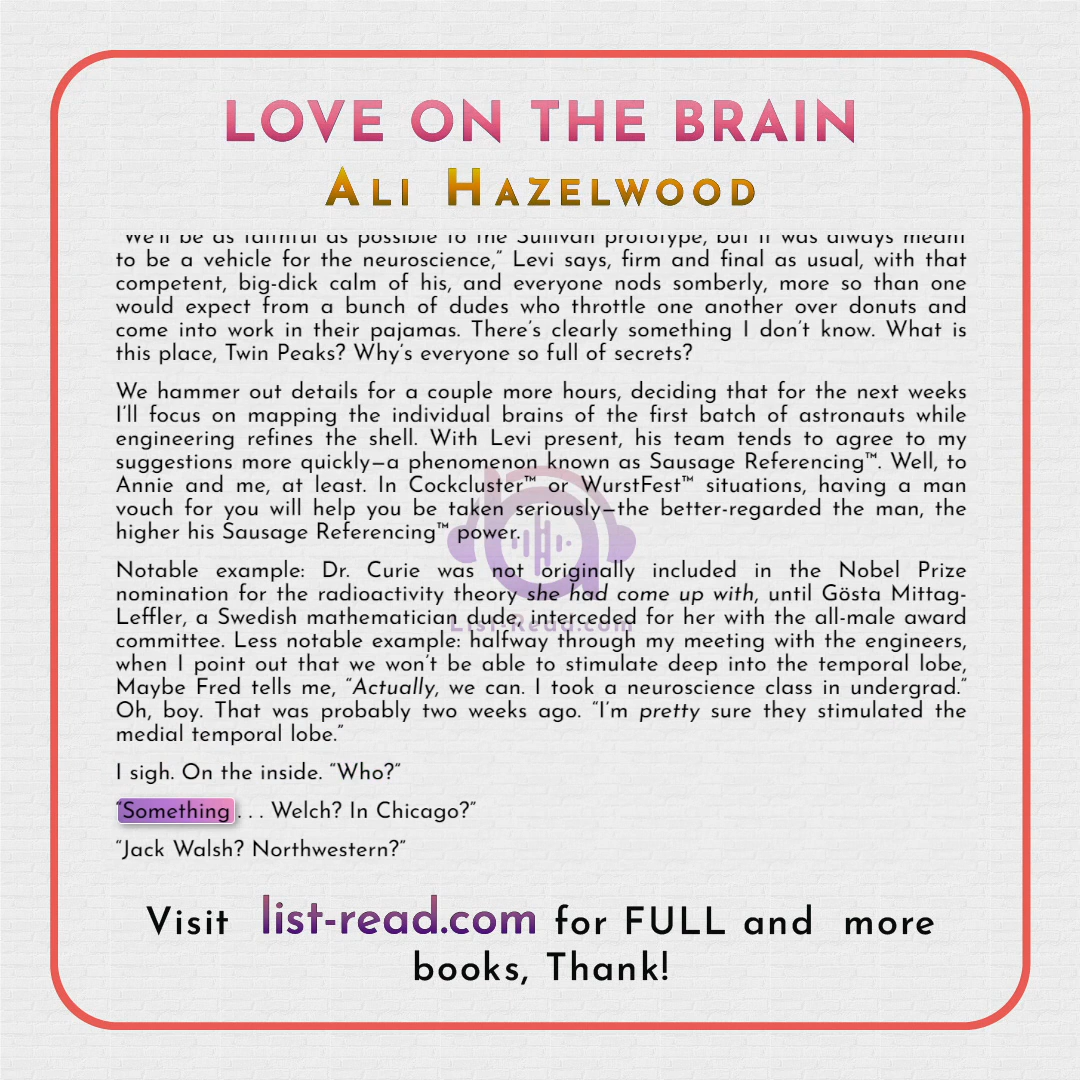 LOVE ON THE BRAIN
ALI HAZELWOOD
"We'll be as faithful as possible to the Sullivan prototype, but it was always meant
to be a vehicle for the neuroscience," Levi says, firm and final as usual, with that
competent, big-dick calm of his, and everyone nods somberly, more so than one
would expect from a bunch of dudes who throttle one another over donuts and
come into work in their pajamas. There's clearly something I don't know. What is
this place, Twin Peaks? Why's everyone so full of secrets?
We hammer out details for a couple more hours, deciding that for the next weeks
I'll focus on mapping the individual brains of the first batch of astronauts while
engineering refines the shell. With Levi present, his team tends to agree to my
suggestions more quickly—a phenomenon known as Sausage Referencing™. Well, to
Annie and me, at least. In Cockcluster™ or WurstFest™ situations, having a man
vouch for you will help you be taken seriously—the better-regarded the man, the
higher his Sausage Referencing™ power.
Notable example: Dr. Curie was not originally included in the Nobel Prize
nomination for the radioactivity theory she had come up with, until Gösta Mittag-
Leffler, a Swedish mathematician dude, interceded for her with the all-male award
committee. Less notable example: halfway through my meeting with the engineers,
when I point out that we won't be able to stimulate deep into the temporal lobe,
Maybe Fred tells me, "Actually, we can. I took a neuroscience class in undergrad."
Oh, boy. That was probably two weeks ago. "I'm pretty sure they stimulated the
medial temporal lobe."
I sigh. On the inside. "Who?"
"Something . . . Welch? In Chicago?"
"Jack Walsh? Northwestern?"
List-Read.com
Visit list-read.com for FULL and more
books, Thank!